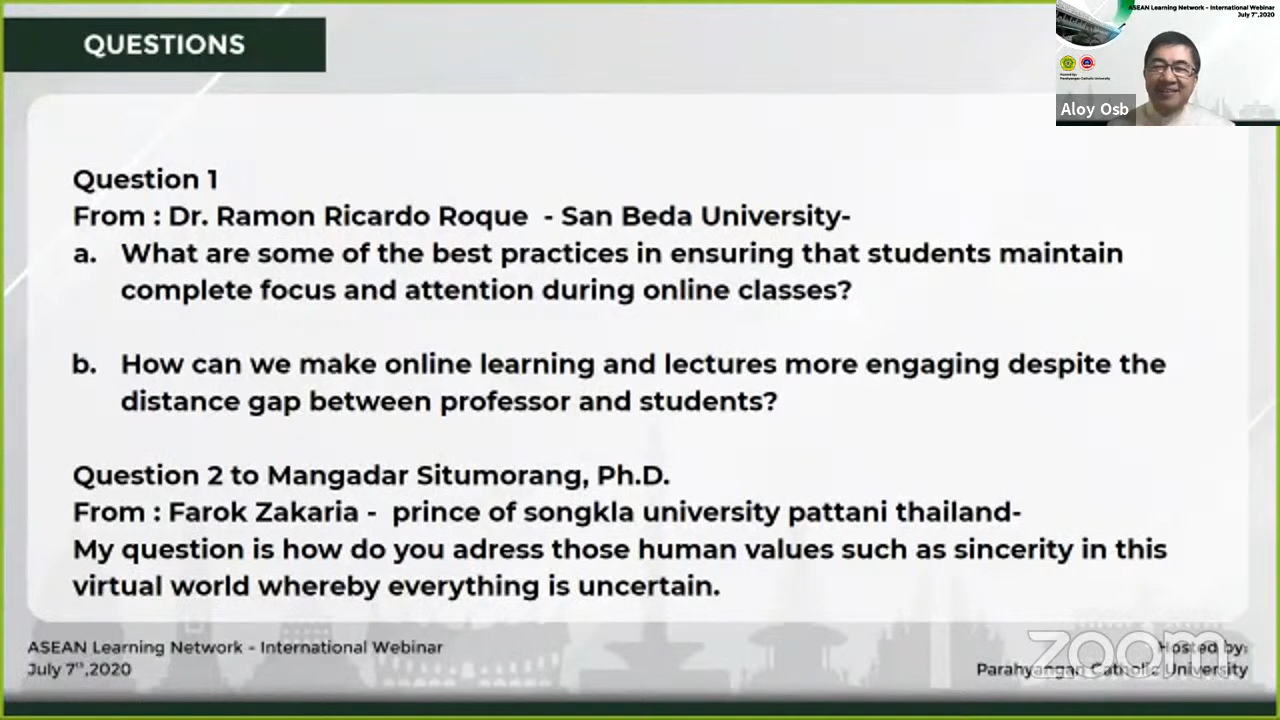 QUESTIONS
ASEAN Learning Network - International Webinar
July 7th,2020
Hosted by:
Parahyangan Catholic University
Aloy Osb
Question 1
From : Dr. Ramon Ricardo Roque - San Beda University-
a. What are some of the best practices in ensuring that students maintain
complete focus and attention during online classes?
b. How can we make online learning and lectures more engaging despite the
distance gap between professor and students?
Question 2 to Mangadar Situmorang, Ph.D.
From : Farok Zakaria - prince of songkla university pattani thailand-
My question is how do you adress those human values such as sincerity in this
virtual world whereby everything is uncertain.
ASEAN Learning Network - International Webinar
July 7th,2020
zoom
Hosted by:
Parahyangan Catholic University